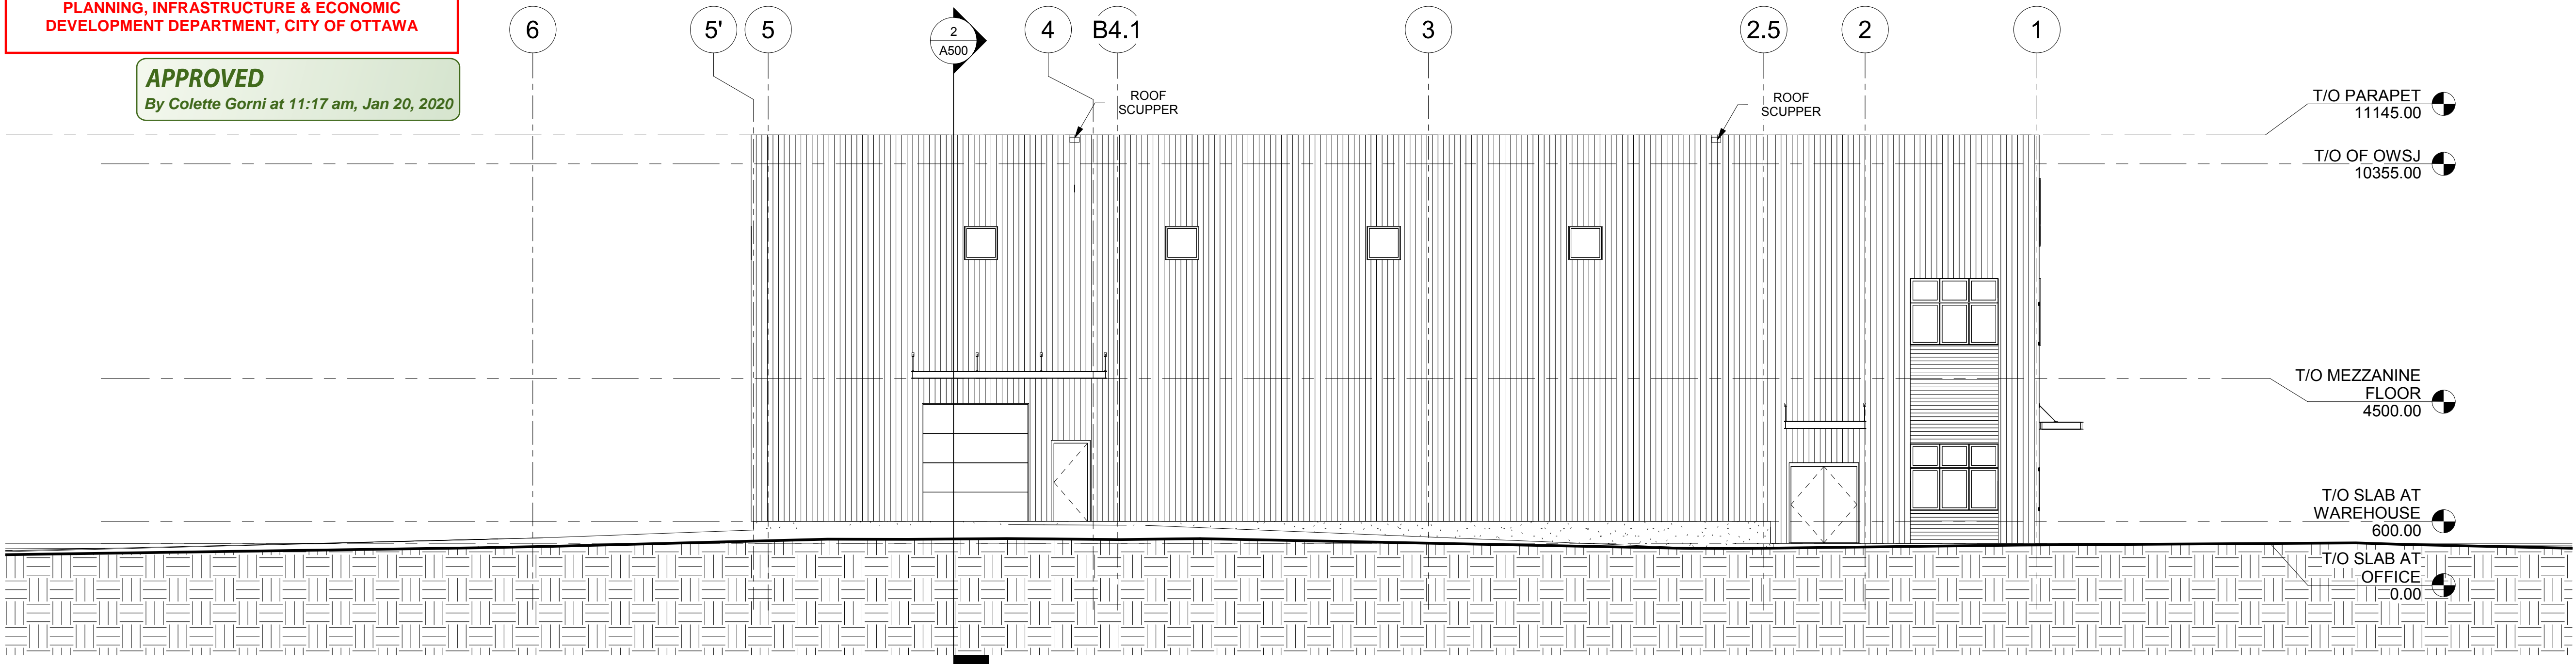 PLANNING, INFRASTRUCTURE & ECONOMIC
DEVELOPMENT DEPARTMENT, CITY OF OTTAWA
APPROVED
By Colette Gorni at 11:17 am, Jan 20, 2020
6
5'
5
2
A500
4
B4.1
3
2.5
2
1
ROOF
SCUPPER
ROOF
SCUPPER
T/O PARAPET
11145.00
T/O OF OWSJ
10355.00
T/O MEZZANINE
FLOOR
4500.00
T/O SLAB AT
WAREHOUSE
600.00
T/O SLAB AT
OFFICE
0.00